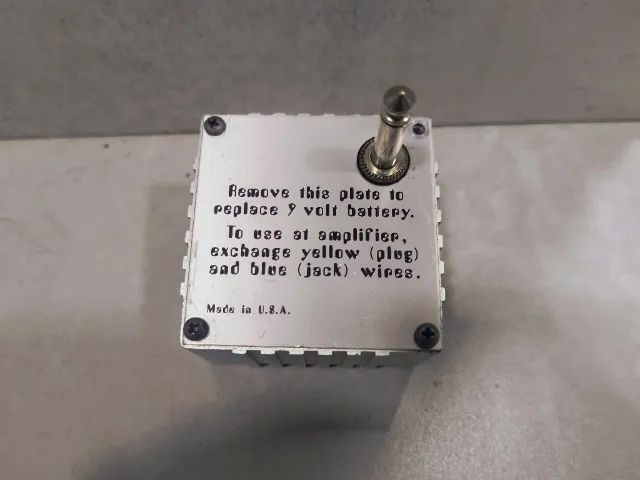 Remove this plate to
replace 9 volt battery.
To use at amplifier,
exchange yellow (plug)
and blue (jack) wires.
Made in U.S.A.